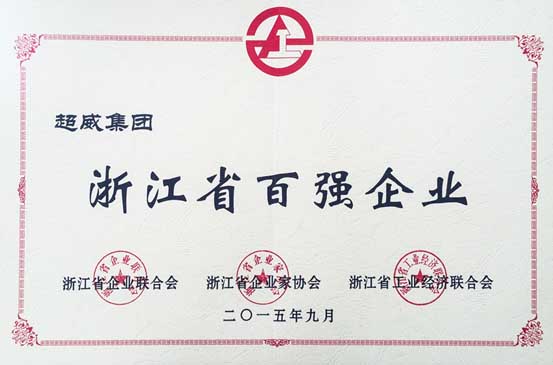 超威集团
浙江省百强企业
浙江省企业联合会 浙江省企业家协会 浙江省工业经济联合会
二〇一五年九月